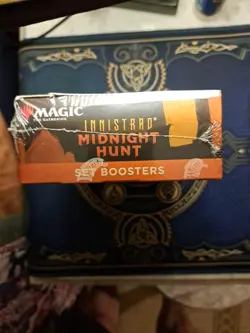 MAGIC
THE GATHERING
INNISTRAD
MIDNIGHT
HUNT
SET BOOSTERS